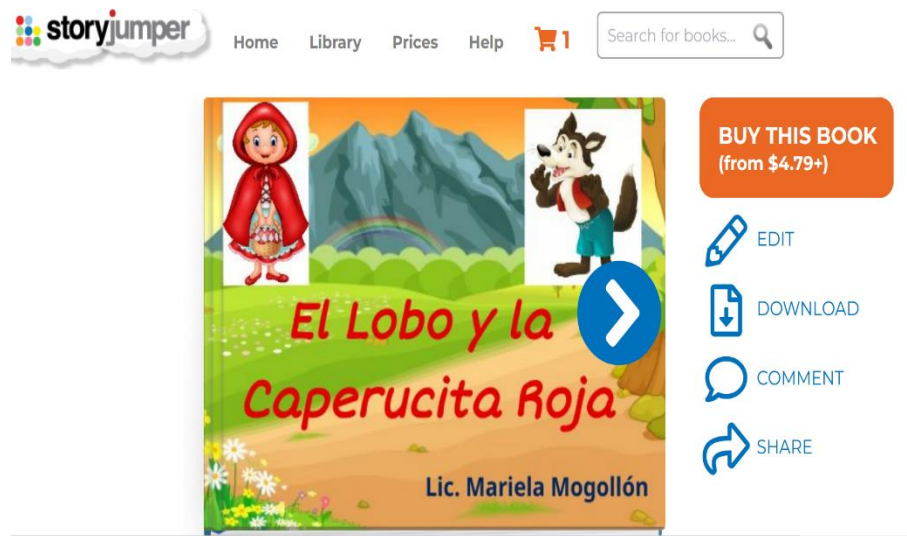 storyjumper
Home Library Prices Help 1 Search for books...
BUY THIS BOOK
(from $4.79+)
EDIT
DOWNLOAD
COMMENT
SHARE
El Lobo y la
Caperucita Roja
Lic. Mariela Mogollón